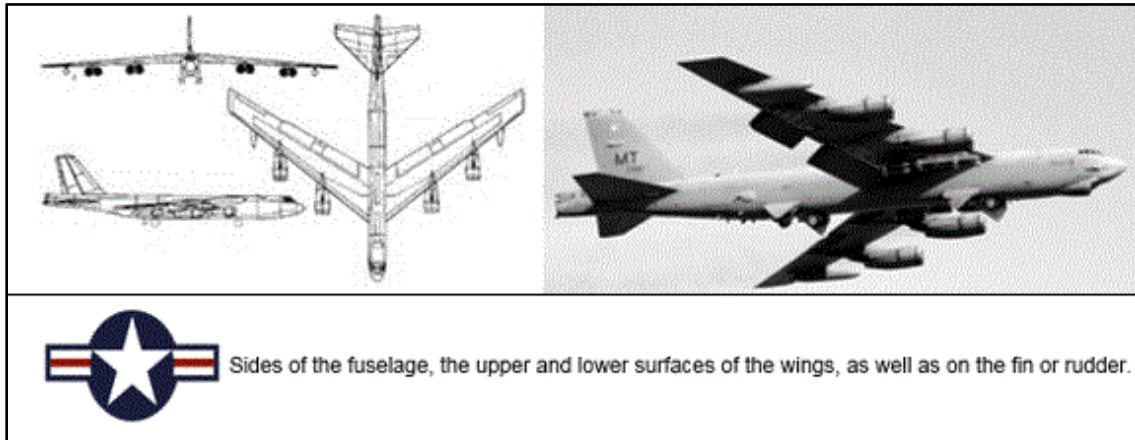 MT
Sides of the fuselage, the upper and lower surfaces of the wings, as well as on the fin or rudder.